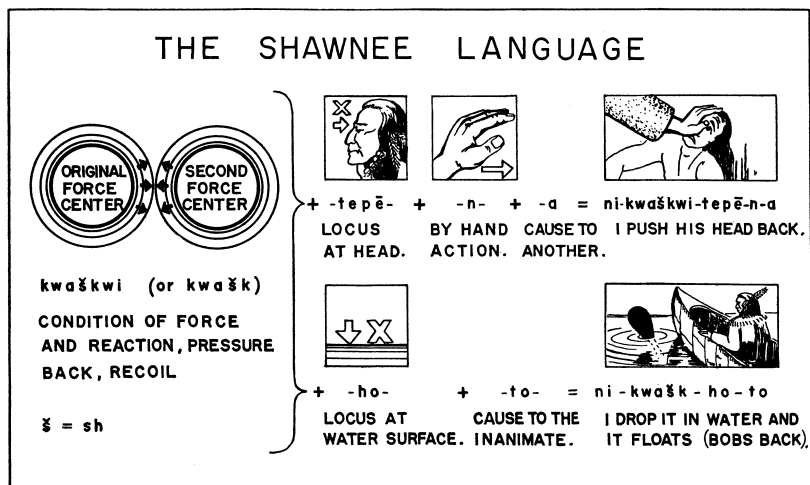 THE SHAWNEE LANGUAGE
ORIGINAL
FORCE
CENTER
SECOND
FORCE
CENTER
kwaškwi (or kwašk)
CONDITION OF FORCE
AND REACTION, PRESSURE
BACK, RECOIL
š = sh
X
+ -tepē- + -n- + -a = ni-kwaškwi-tepē-n-a
LOCUS BY HAND CAUSE TO I PUSH HIS HEAD BACK.
AT HEAD. ACTION. ANOTHER.
X
+ -ho- + -to- = ni-kwašk-ho-to
LOCUS AT CAUSE TO THE I DROP IT IN WATER AND
WATER SURFACE. INANIMATE. IT FLOATS (BOBS BACK).